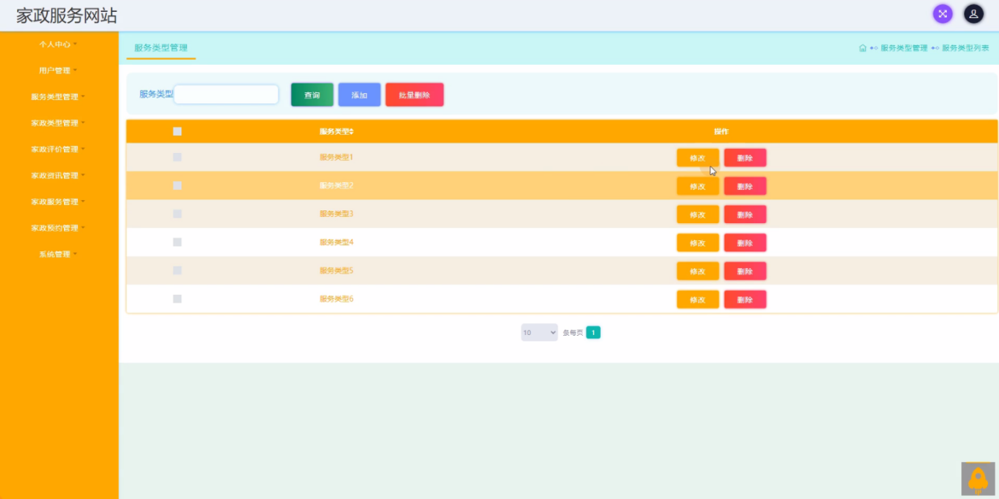 家政服务网站
个人中心
用户管理
服务类型管理
家政类型管理
家政评价管理
家政资讯管理
家政服务管理
家政预约管理
系统管理
服务类型管理
服务类型管理 服务类型列表
服务类型 查询 添加 批量删除
服务类型 操作
服务类型1 修改 删除
服务类型2 修改 删除
服务类型3 修改 删除
服务类型4 修改 删除
服务类型5 修改 删除
服务类型6 修改 删除
10 条每页 1